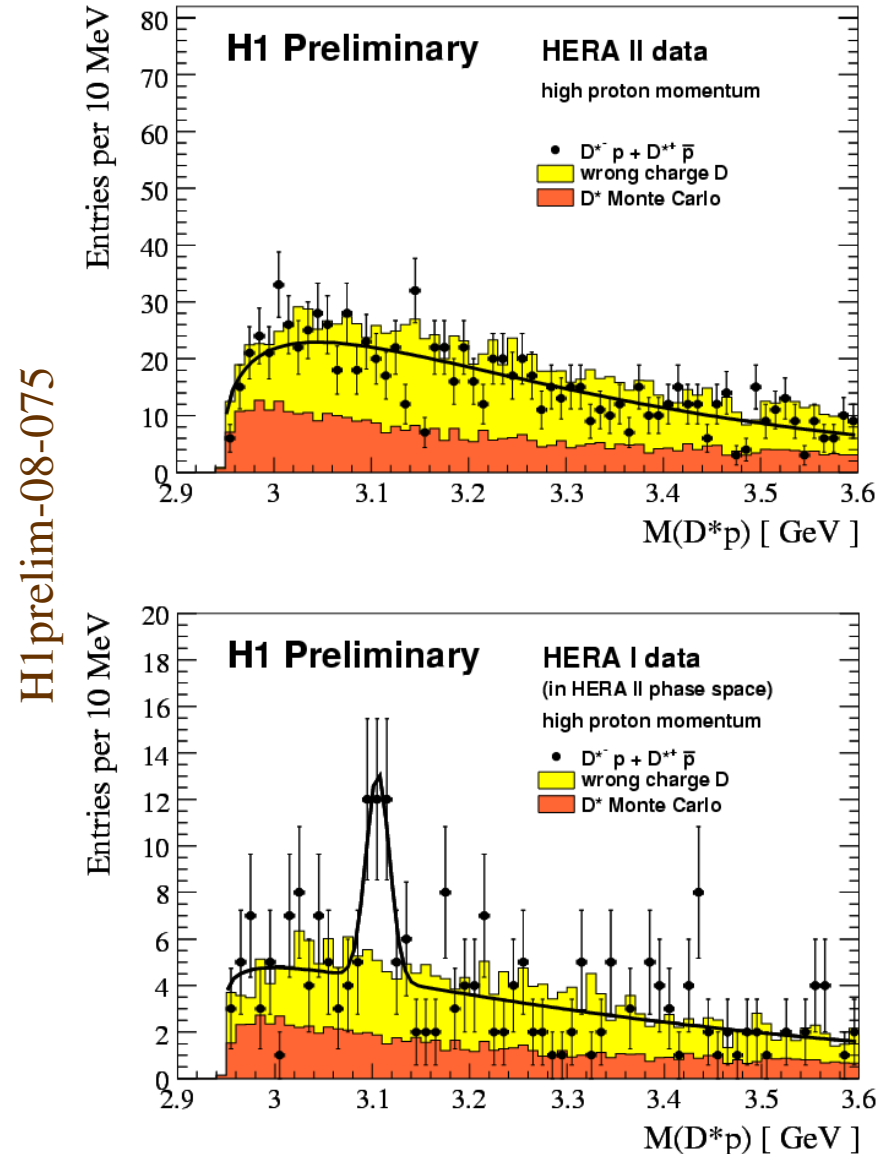 H1prelim-08-075
Entries per 10 MeV
80
70
60
50
40
30
20
10
0
H1 Preliminary
HERA II data
high proton momentum
D*- p + D*+ p̅
wrong charge D
D* Monte Carlo
2.9 3 3.1 3.2 3.3 3.4 3.5 3.6
M(D*p) [ GeV ]
Entries per 10 MeV
20
18
16
14
12
10
8
6
4
2
0
H1 Preliminary
HERA I data
(in HERA II phase space)
high proton momentum
D*- p + D*+ p̅
wrong charge D
D* Monte Carlo
2.9 3 3.1 3.2 3.3 3.4 3.5 3.6
M(D*p) [ GeV ]